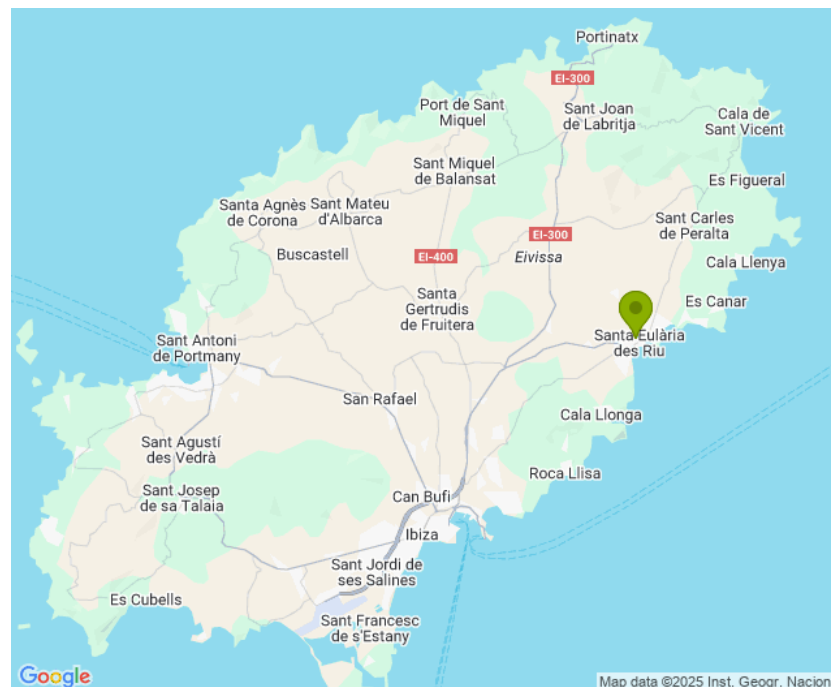 Portinatx
EI-300
Port de Sant
Miquel
Sant Joan
de Labritja
Cala de
Sant Vicent
Sant Miquel
de Balansat
Es Figueral
Santa Agnès
de Corona
Sant Mateu
d'Albarca
Sant Carles
de Peralta
EI-300
Buscastell
EI-400
Eivissa
Cala Llenya
Santa
Gertrudis
de Fruitera
Es Canar
Sant Antoni
de Portmany
Santa Eulària
des Riu
San Rafael
Cala Llonga
Sant Agustí
des Vedrà
Roca Llisa
Sant Josep
de sa Talaia
Can Bufi
Ibiza
Sant Jordi de
ses Salines
Es Cubells
Sant Francesc
de s'Estany
Google
Map data ©2025 Inst. Geogr. Nacion